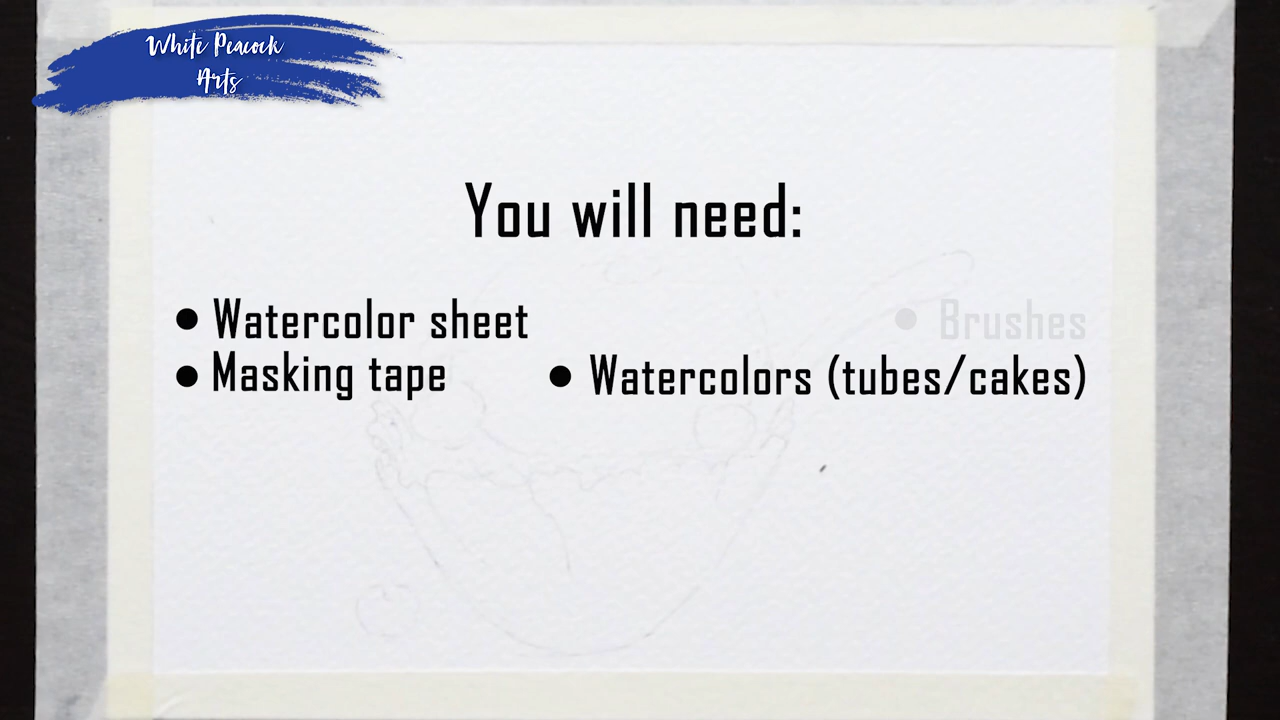 White Peacock
Arts
You will need:
• Watercolor sheet
• Brushes
• Masking tape
• Watercolors (tubes/cakes)